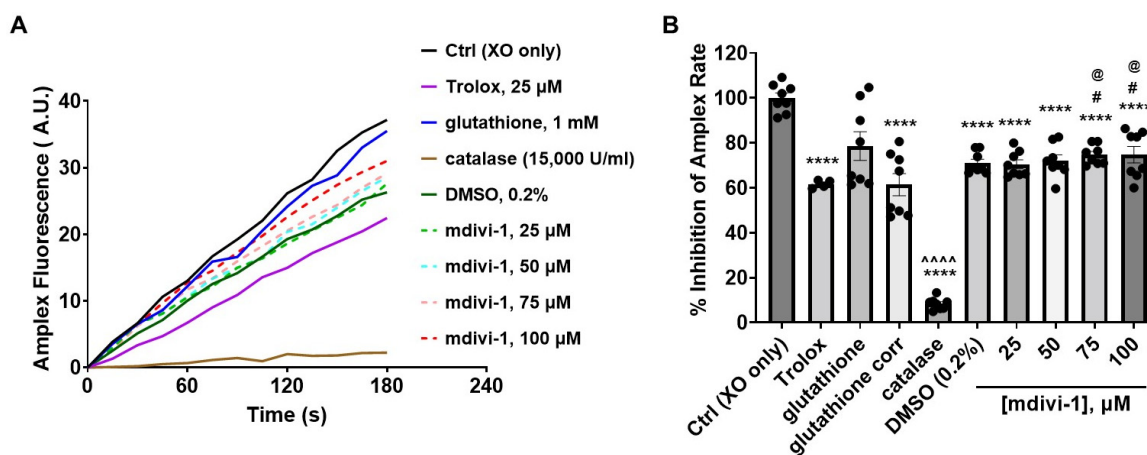 A
Ctrl (XO only)
Trolox, 25 µM
glutathione, 1 mM
catalase (15,000 U/ml)
DMSO, 0.2%
mdivi-1, 25 µM
mdivi-1, 50 µM
mdivi-1, 75 µM
mdivi-1, 100 µM
Amplex Fluorescence ( A.U.)
40
30
20
10
0
0 60 120 180 240
Time (s)
B
% Inhibition of Amplex Rate
120
100
80
60
40
20
0
****
****
^^^^
****
****
****
****
@
#
****
@
#
****
Ctrl (XO only)
Trolox
glutathione
glutathione corr
catalase
DMSO (0.2%)
25
50
75
100
[mdivi-1], µM